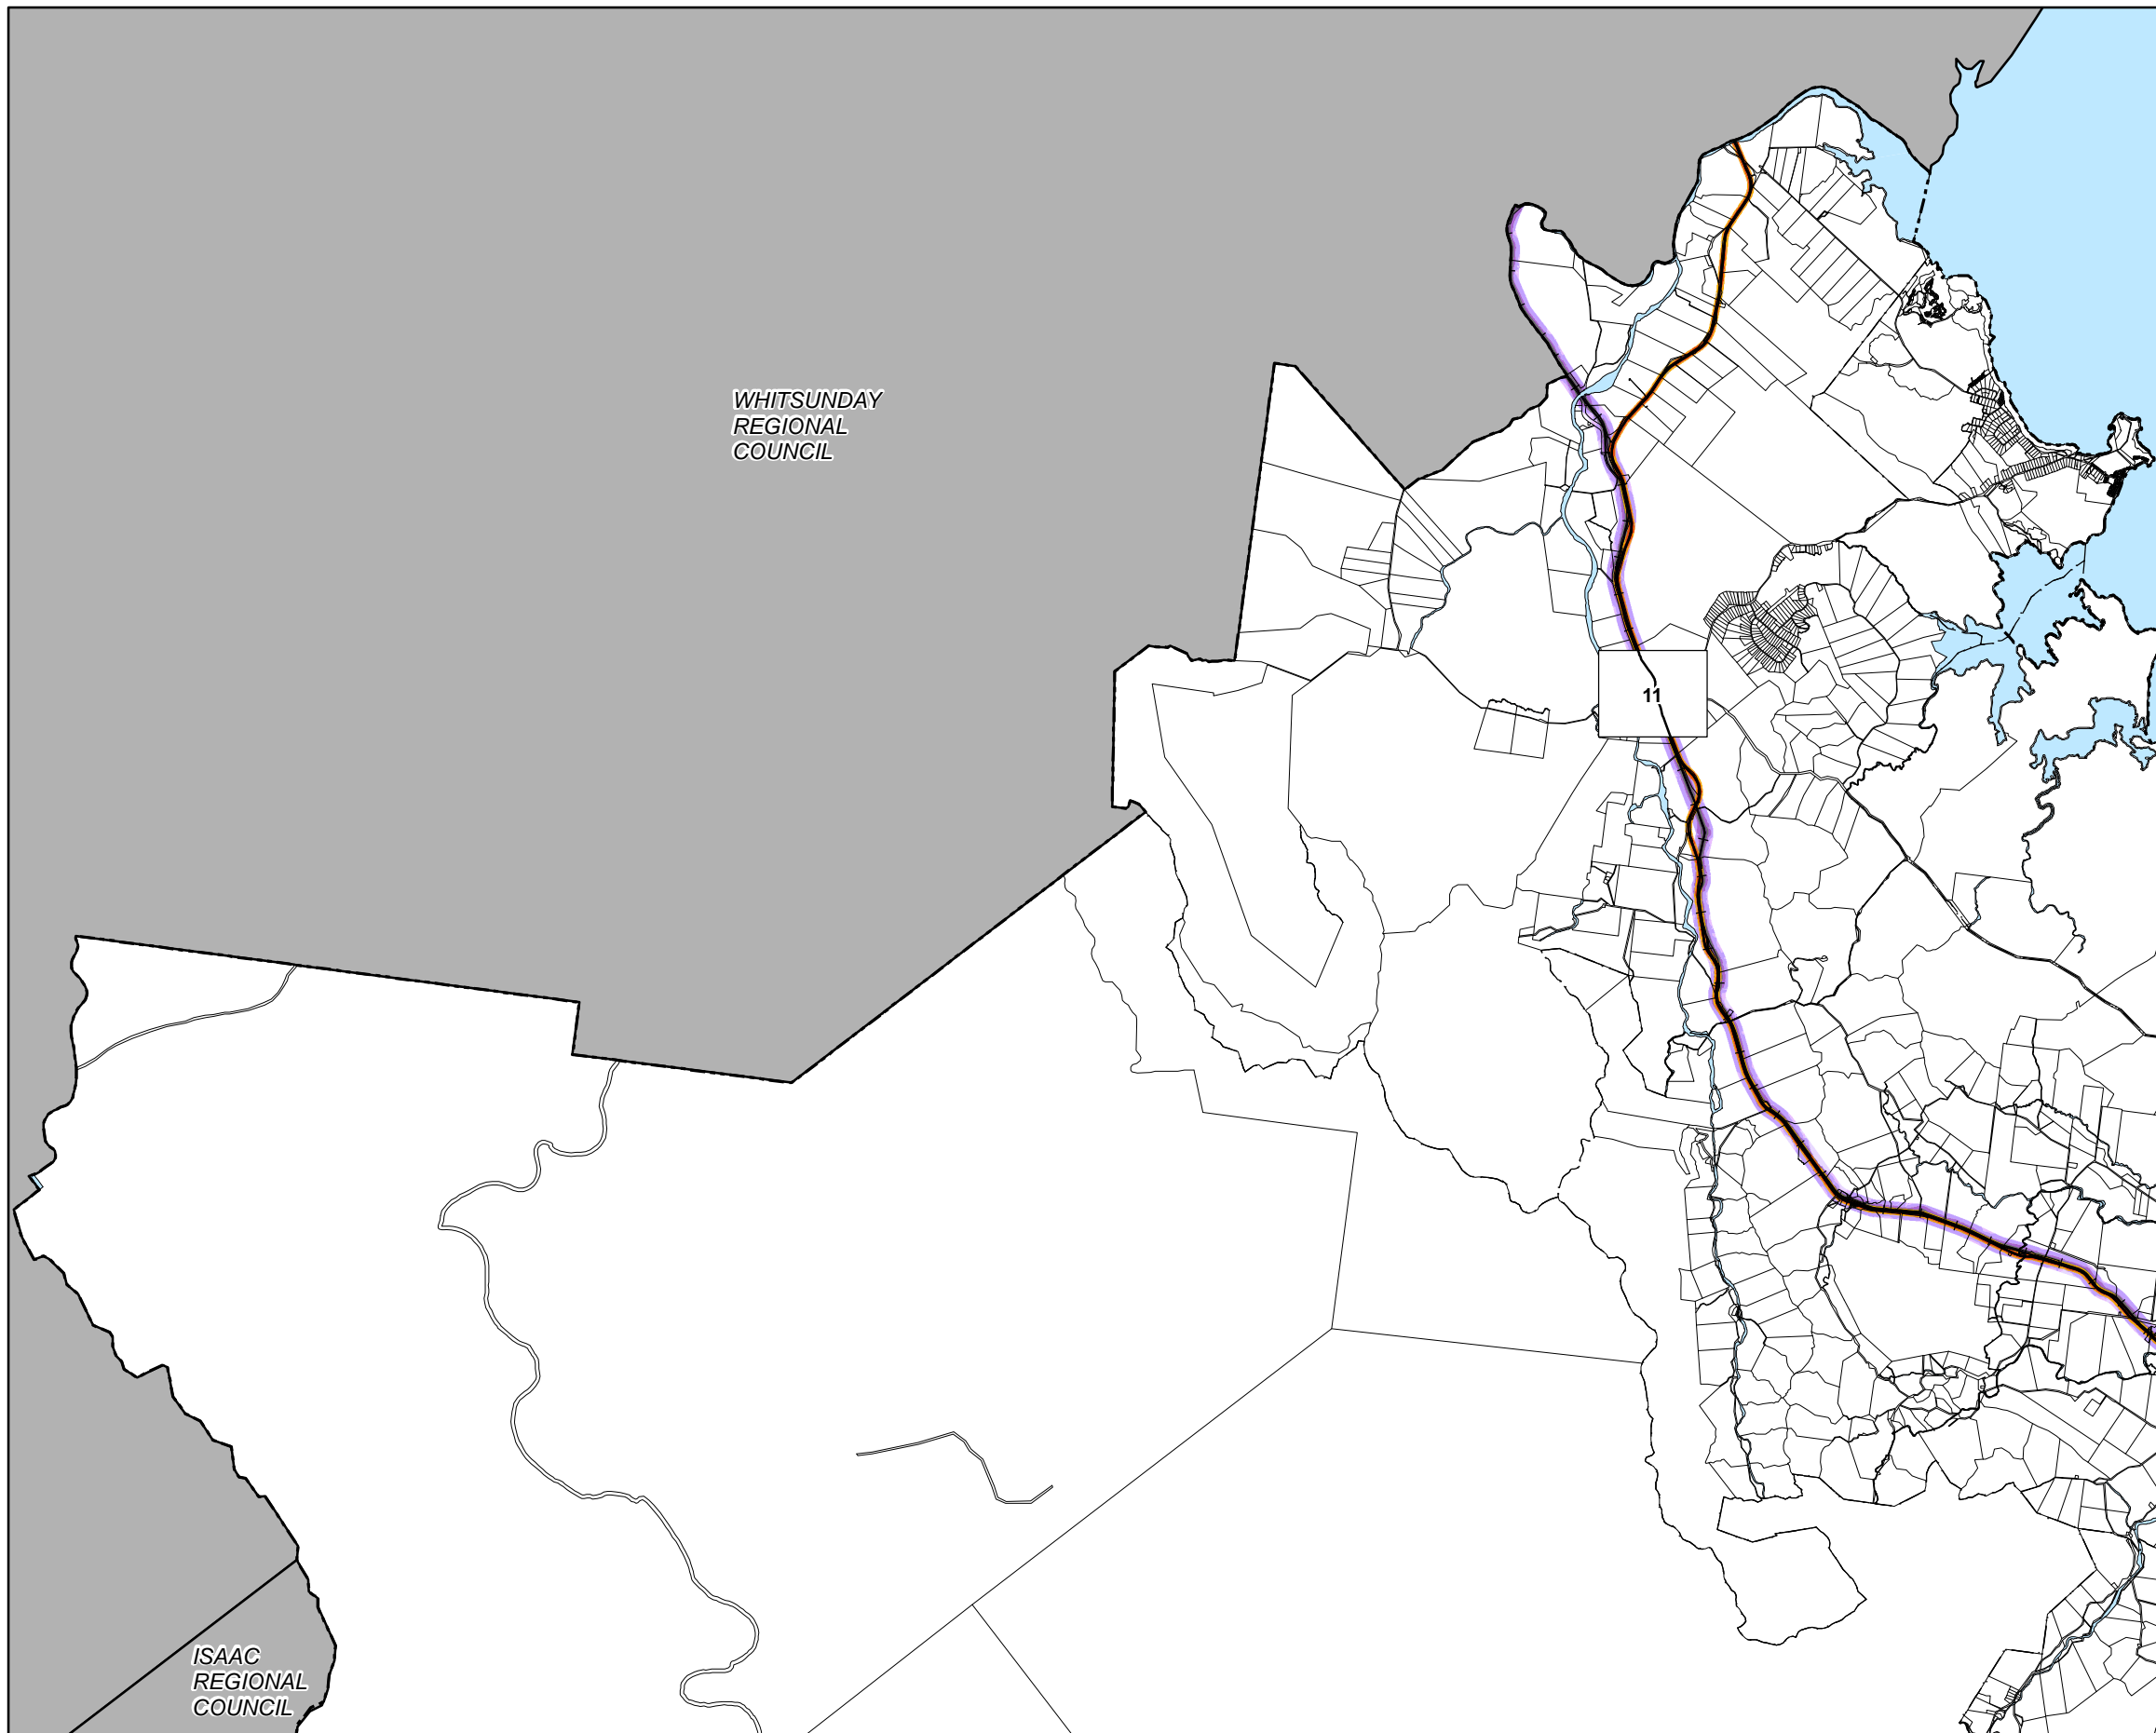 WHITSUNDAY
REGIONAL
COUNCIL
11
ISAAC
REGIONAL
COUNCIL